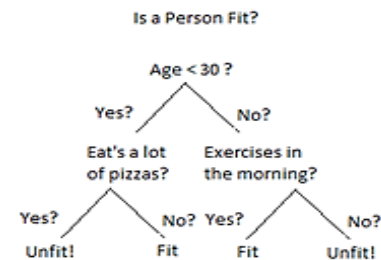 Is a Person Fit?
Age < 30 ?
Yes? No?
Eat's a lot of pizzas?
Exercises in the morning?
Yes? No? Yes? No?
Unfit! Fit Fit Unfit!